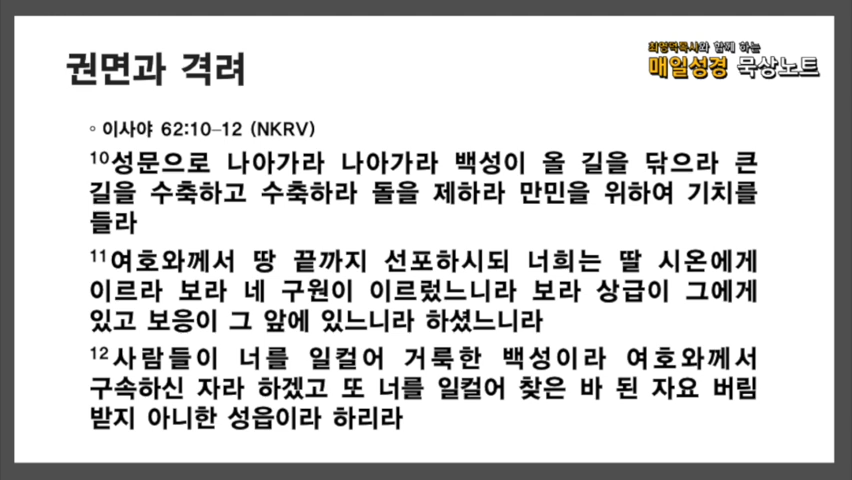 최영덕목사와 함께 하는
매일성경 묵상노트
권면과 격려
◦ 이사야 62:10–12 (NKRV)
¹⁰성문으로 나아가라 나아가라 백성이 올 길을 닦으라 큰
길을 수축하고 수축하라 돌을 제하라 만민을 위하여 기치를
들라
¹¹여호와께서 땅 끝까지 선포하시되 너희는 딸 시온에게
이르라 보라 네 구원이 이르렀느니라 보라 상급이 그에게
있고 보응이 그 앞에 있느니라 하셨느니라
¹²사람들이 너를 일컬어 거룩한 백성이라 여호와께서
구속하신 자라 하겠고 또 너를 일컬어 찾은 바 된 자요 버림
받지 아니한 성읍이라 하리라